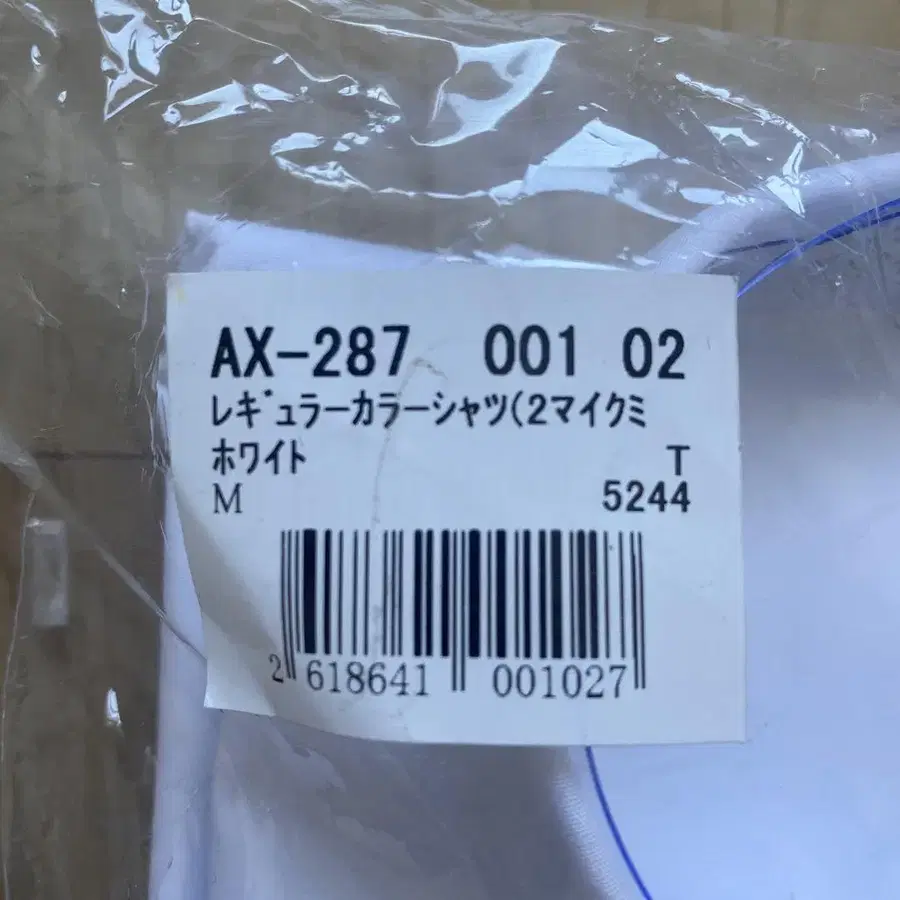 AX-287 001 02
ﾚｷﾞｭﾗｰｶﾗｰｼｬﾂ(2ﾏｲｸﾐ
ﾎﾜｲﾄ T
M 5244
2 618641 001027